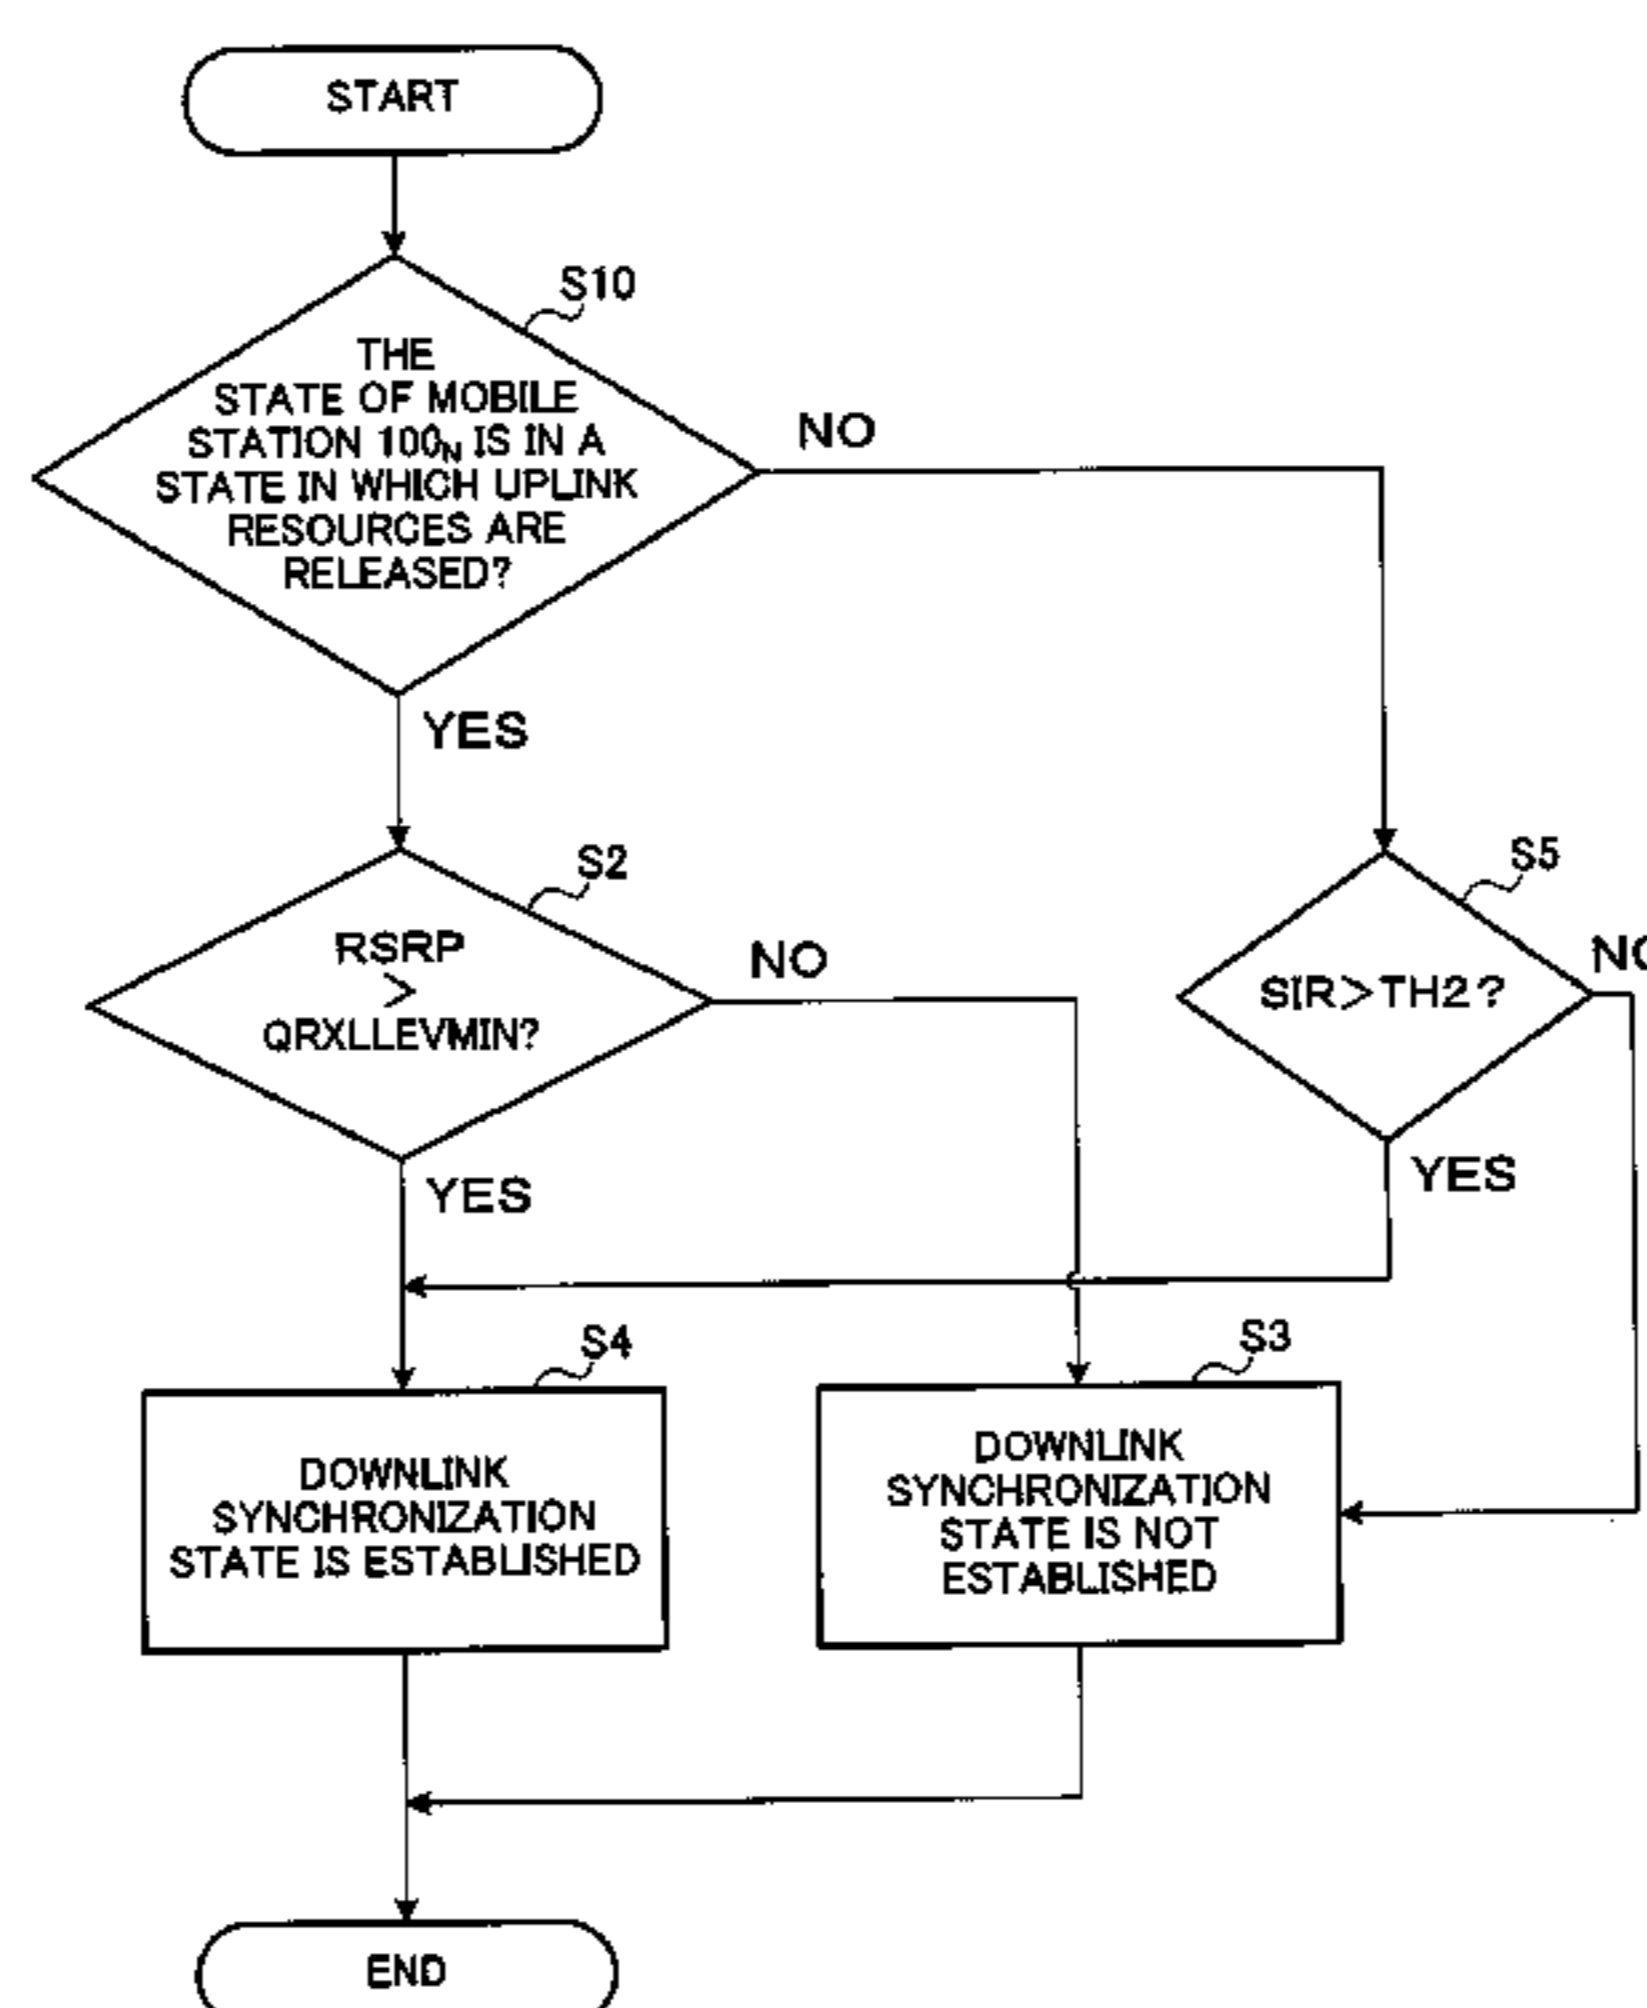 START
S10
THE
STATE OF MOBILE
STATION 100N IS IN A
STATE IN WHICH UPLINK
RESOURCES ARE
RELEASED?
NO
YES
S2
RSRP
>
QRXLLEVMIN?
NO
YES
S5
SIR>TH2?
NO
YES
S4
DOWNLINK
SYNCHRONIZATION
STATE IS ESTABLISHED
S3
DOWNLINK
SYNCHRONIZATION
STATE IS NOT
ESTABLISHED
END